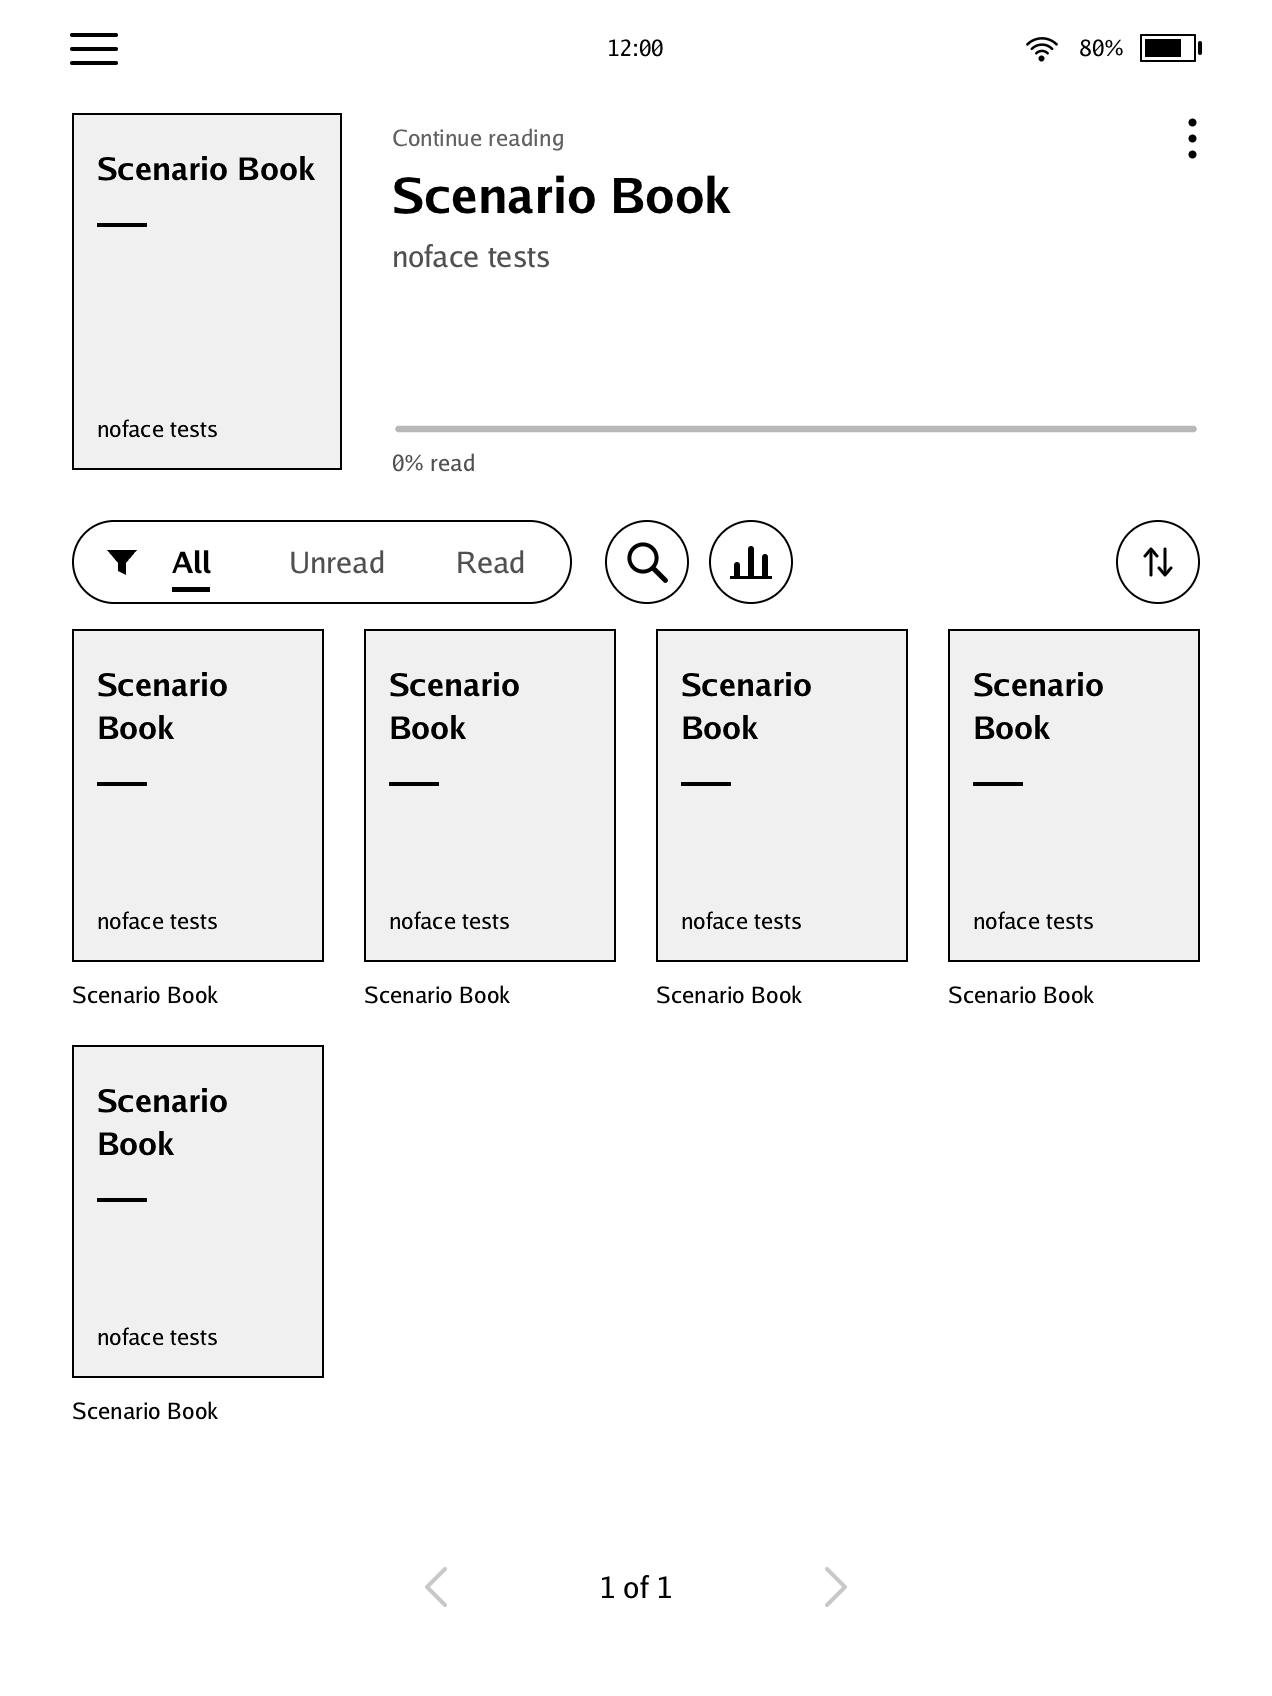 12:00
80%
Scenario Book
noface tests
Continue reading
Scenario Book
noface tests
0% read
All
Unread
Read
Scenario
Book
noface tests
Scenario Book
Scenario
Book
noface tests
Scenario Book
Scenario
Book
noface tests
Scenario Book
Scenario
Book
noface tests
Scenario Book
Scenario
Book
noface tests
Scenario Book
1 of 1